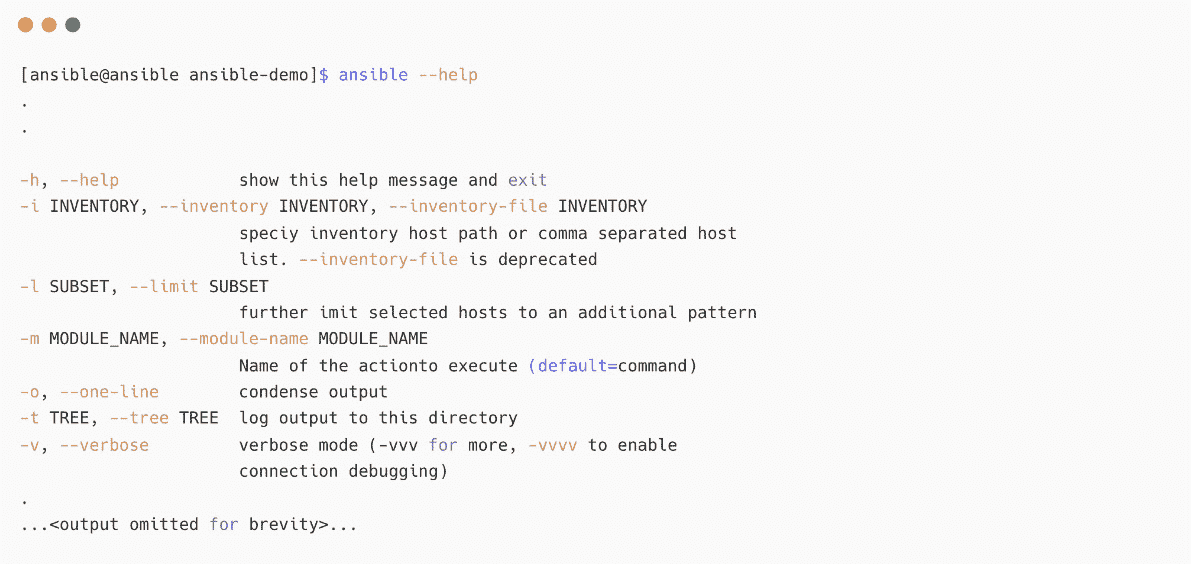 [ansible@ansible ansible-demo]$ ansible --help
.
.
-h, --help            show this help message and exit
-i INVENTORY, --inventory INVENTORY, --inventory-file INVENTORY
                      speciy inventory host path or comma separated host
                      list. --inventory-file is deprecated
-l SUBSET, --limit SUBSET
                      further imit selected hosts to an additional pattern
-m MODULE_NAME, --module-name MODULE_NAME
                      Name of the actionto execute (default=command)
-o, --one-line        condense output
-t TREE, --tree TREE  log output to this directory
-v, --verbose         verbose mode (-vvv for more, -vvvv to enable
                      connection debugging)
.
...<output omitted for brevity>...